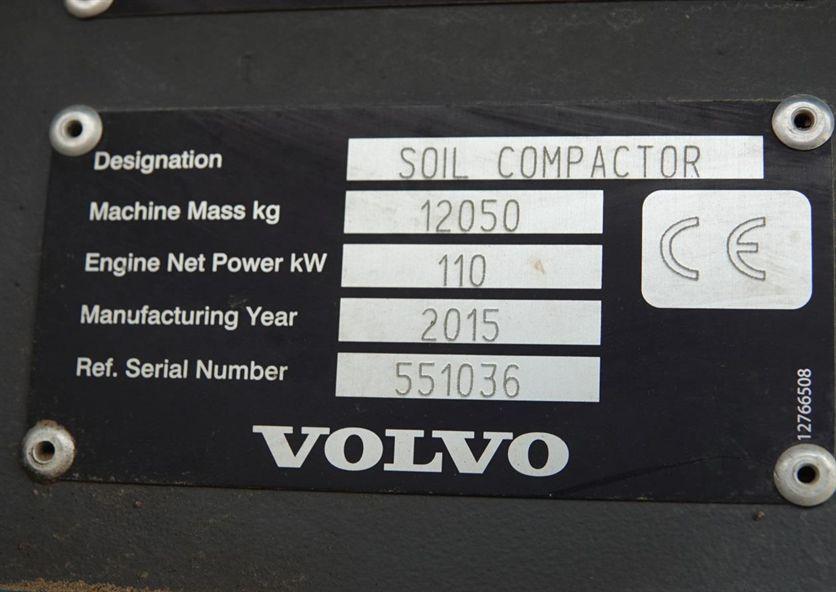 Designation SOIL COMPACTOR
Machine Mass kg 12050
Engine Net Power kW 110
Manufacturing Year 2015
Ref. Serial Number 551036
CE
VOLVO
12766508